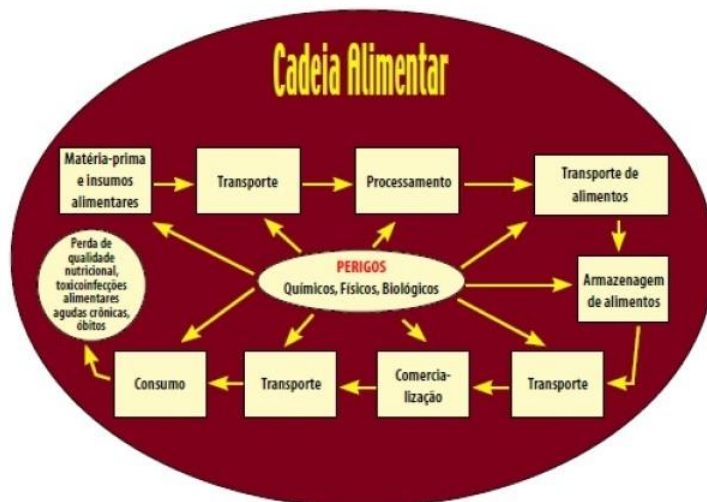 Cadeia Alimentar
Matéria-prima
e insumos
alimentares
Transporte
Processamento
Transporte de
alimentos
Perda de
qualidade
nutricional,
toxicoinfecções
alimentares
agudas crônicas,
óbitos
PERIGOS
Químicos, Físicos, Biológicos
Armazenagem
de alimentos
Consumo
Transporte
Comercia-
lização
Transporte